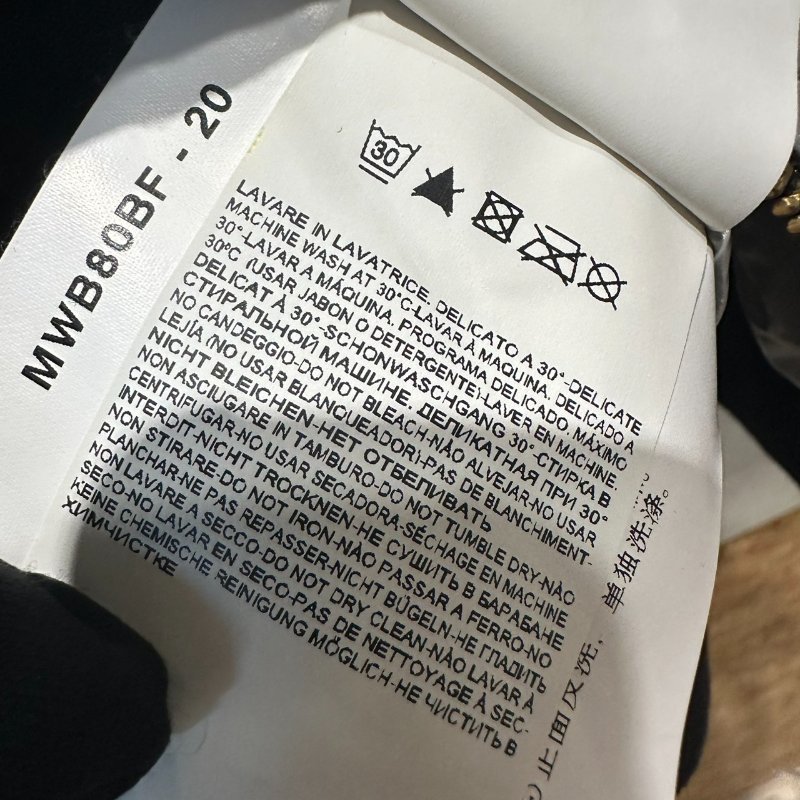 MWB80BF - 20
30
LAVARE IN LAVATRICE, DELICATO A 30°-DELICATE
MACHINE WASH AT 30°C-LAVAR À MAQUINA, DELICADO A
30°-LAVAR A MÁQUINA, PROGRAMA DELICADO, MÁXIMO
30ºC (USAR JABON O DETERGENTE)-LAVER EN MACHINE,
DELICAT À 30°-SCHONWASCHGANG 30°-СТИРКА В
СТИРАЛЬНОЙ МАШИНЕ, ДЕЛИКАТНАЯ ПРИ 30°
NO CANDEGGIO-DO NOT BLEACH-NÃO ALVEJAR-NO USAR
LEJÍA (NO USAR BLANQUEADOR)-PAS DE BLANCHIMENT-
NICHT BLEICHEN-НЕТ ОТБЕЛИВАТЬ
NON ASCIUGARE IN TAMBURO-DO NOT TUMBLE DRY-NÃO
CENTRIFUGAR-NO USAR SECADORA-SÉCHAGE EN MACHINE
INTERDIT-NICHT TROCKNEN-НЕ СУШИТЬ В БАРАБАНЕ
NON STIRARE-DO NOT IRON-NÃO PASSAR A FERRO-NO
PLANCHAR-NE PAS REPASSER-NICHT BÜGELN-НЕ ГЛАДИТЬ
NON LAVARE A SECCO-DO NOT DRY CLEAN-NÃO LAVAR À
SECO-NO LAVAR EN SECO-PAS DE NETTOYAGE À SEC-
KEINE CHEMISCHE REINIGUNG MÖGLICH-НЕ ЧИСТИТЬ В
ХИМЧИСТКЕ
正面反洗, 单独洗涤。